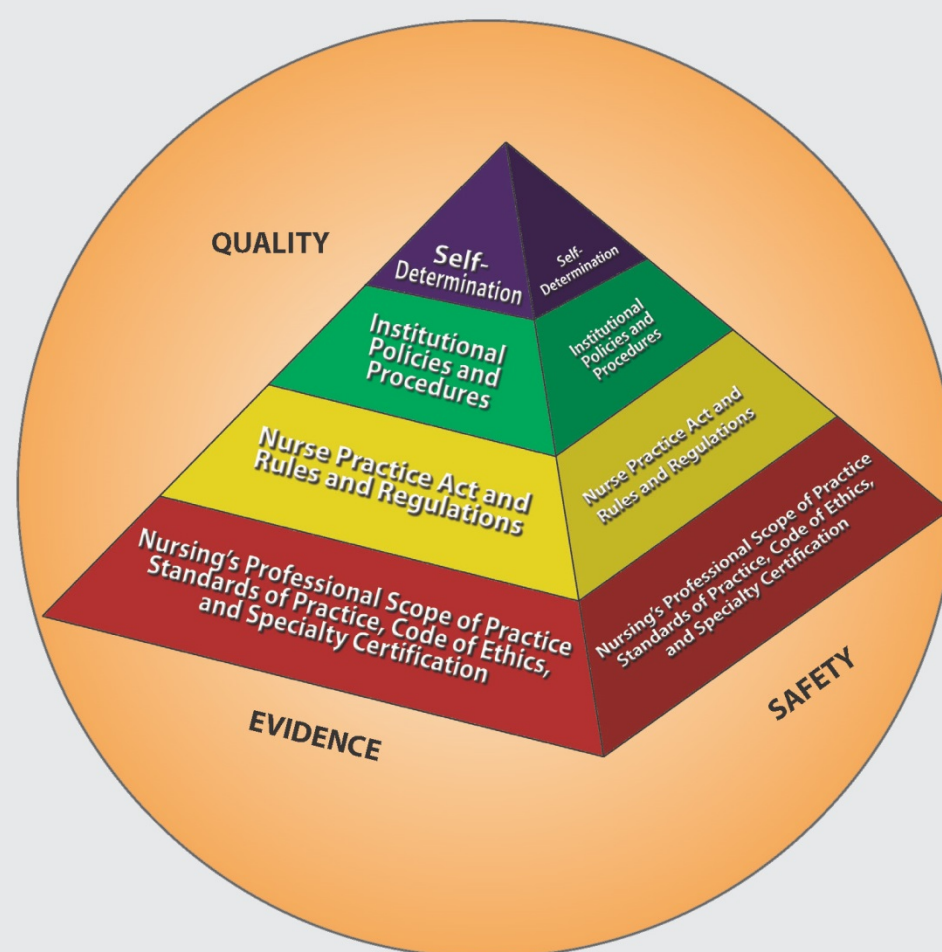 QUALITY
Self-
Determination
Institutional
Policies and
Procedures
Nurse Practice Act and
Rules and Regulations
Nursing's Professional Scope of Practice
Standards of Practice, Code of Ethics,
and Specialty Certification
Self-
Determination
Institutional
Policies and
Procedures
Nurse Practice Act and
Rules and Regulations
Nursing's Professional Scope of Practice
Standards of Practice, Code of Ethics,
and Specialty Certification
EVIDENCE
SAFETY